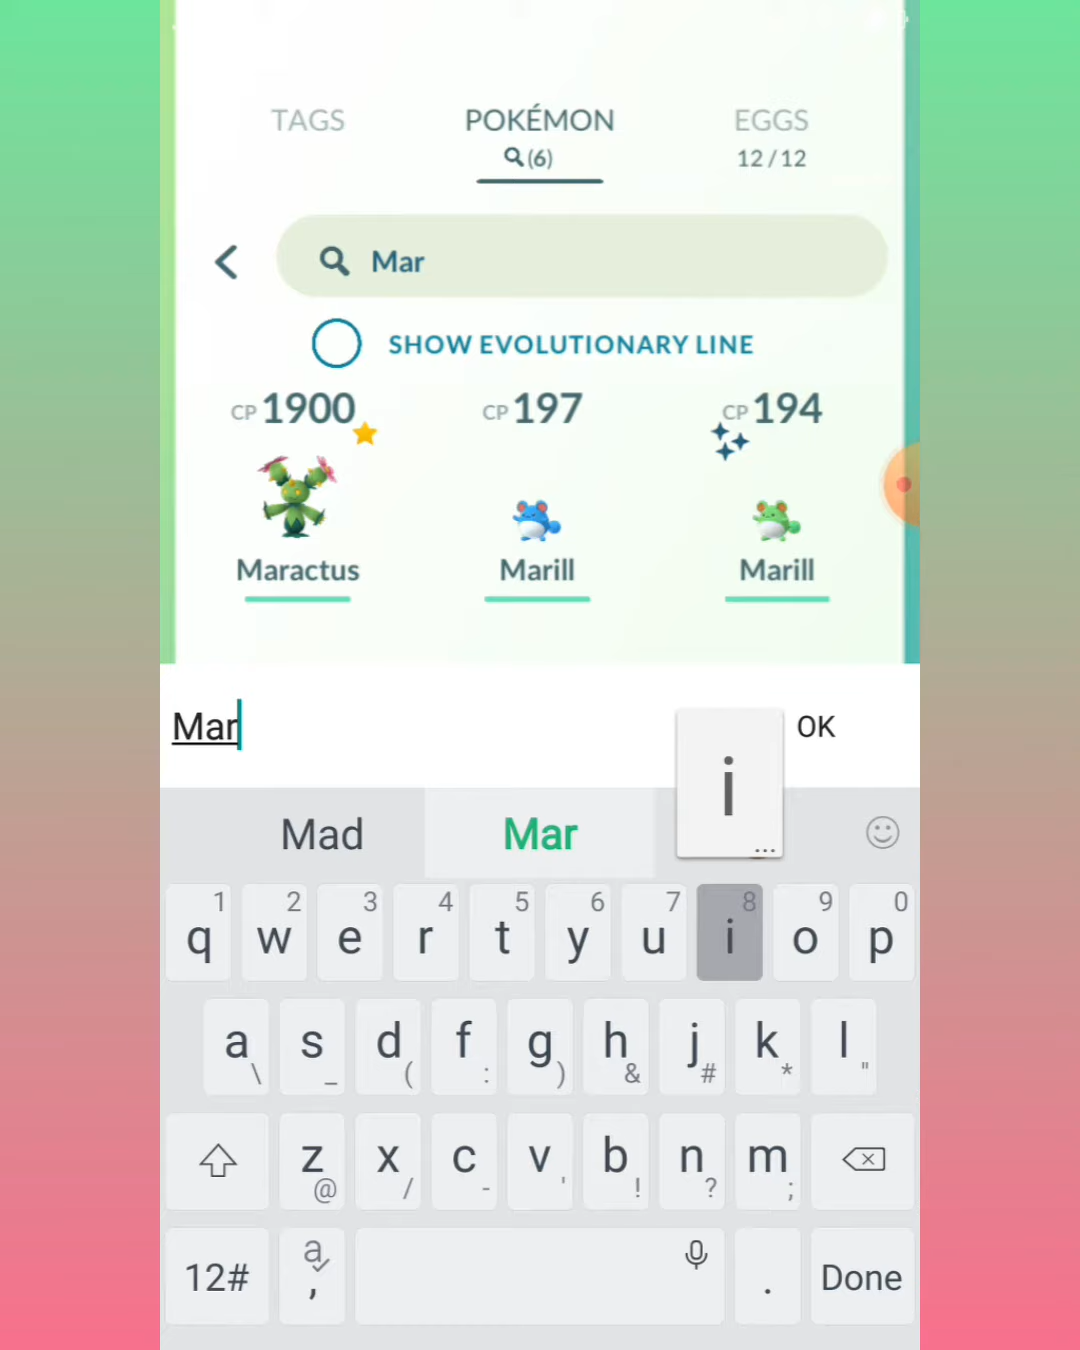 TAGS POKÉMON EGGS
(6) 12 / 12
Mar
SHOW EVOLUTIONARY LINE
CP 1900 CP 197 CP 194
Maractus Marill Marill
Mar OK
i
...
Mad Mar
1 2 3 4 5 6 7 8 9 0
q w e r t y u i o p
a s d f g h j k l
\ _ ( : ) & # * "
z x c v b n m
@ / - ' ! ? ;
a
12# , . Done